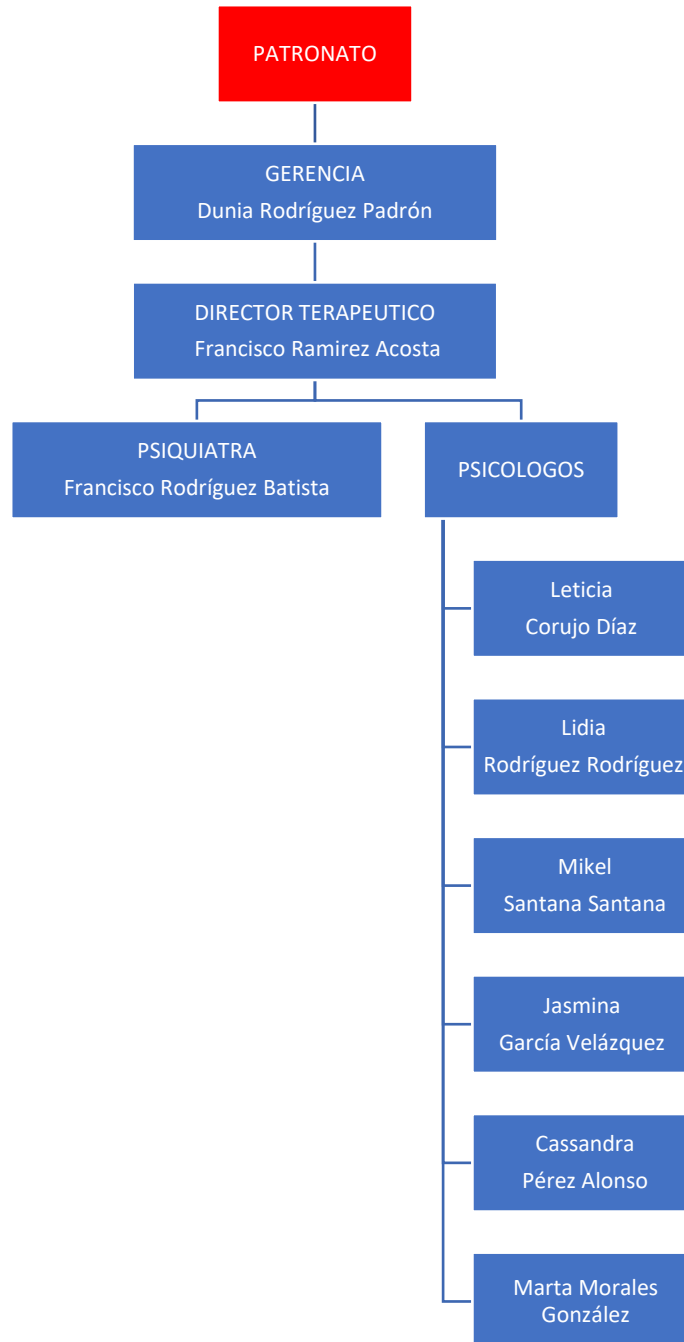 PATRONATO
GERENCIA
Dunia Rodríguez Padrón
DIRECTOR TERAPEUTICO
Francisco Ramirez Acosta
PSIQUIATRA
Francisco Rodríguez Batista
PSICOLOGOS
Leticia
Corujo Díaz
Lidia
Rodríguez Rodríguez
Mikel
Santana Santana
Jasmina
García Velázquez
Cassandra
Pérez Alonso
Marta Morales
González